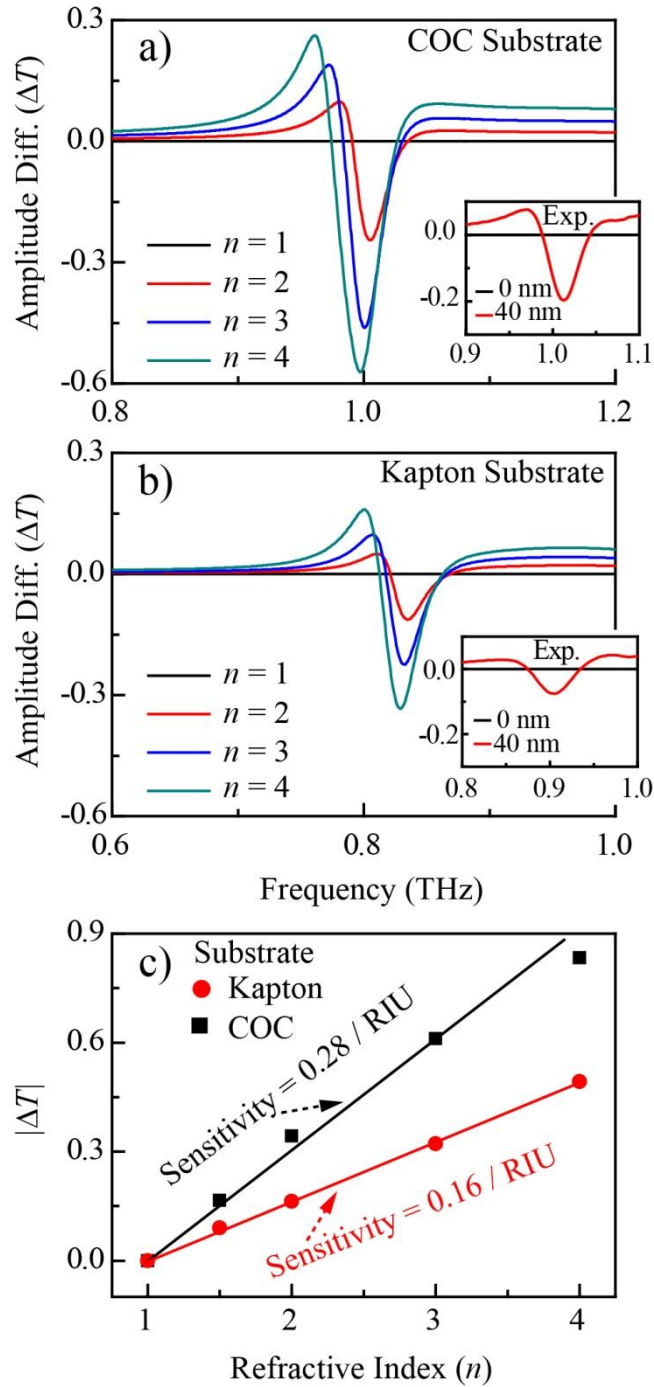 a)
COC Substrate
Amplitude Diff. (ΔT)
0.3
0.0
-0.3
-0.6
n = 1
n = 2
n = 3
n = 4
Exp.
0.0
-0.2
0 nm
40 nm
0.9 1.0 1.1
0.8 1.0 1.2
b)
Kapton Substrate
Amplitude Diff. (ΔT)
0.3
0.0
-0.3
-0.6
n = 1
n = 2
n = 3
n = 4
Exp.
0.0
-0.2
0 nm
40 nm
0.8 0.9 1.0
0.6 0.8 1.0
Frequency (THz)
c)
Substrate
Kapton
COC
|ΔT|
0.9
0.6
0.3
0.0
Sensitivity = 0.28 / RIU
Sensitivity = 0.16 / RIU
1 2 3 4
Refractive Index (n)